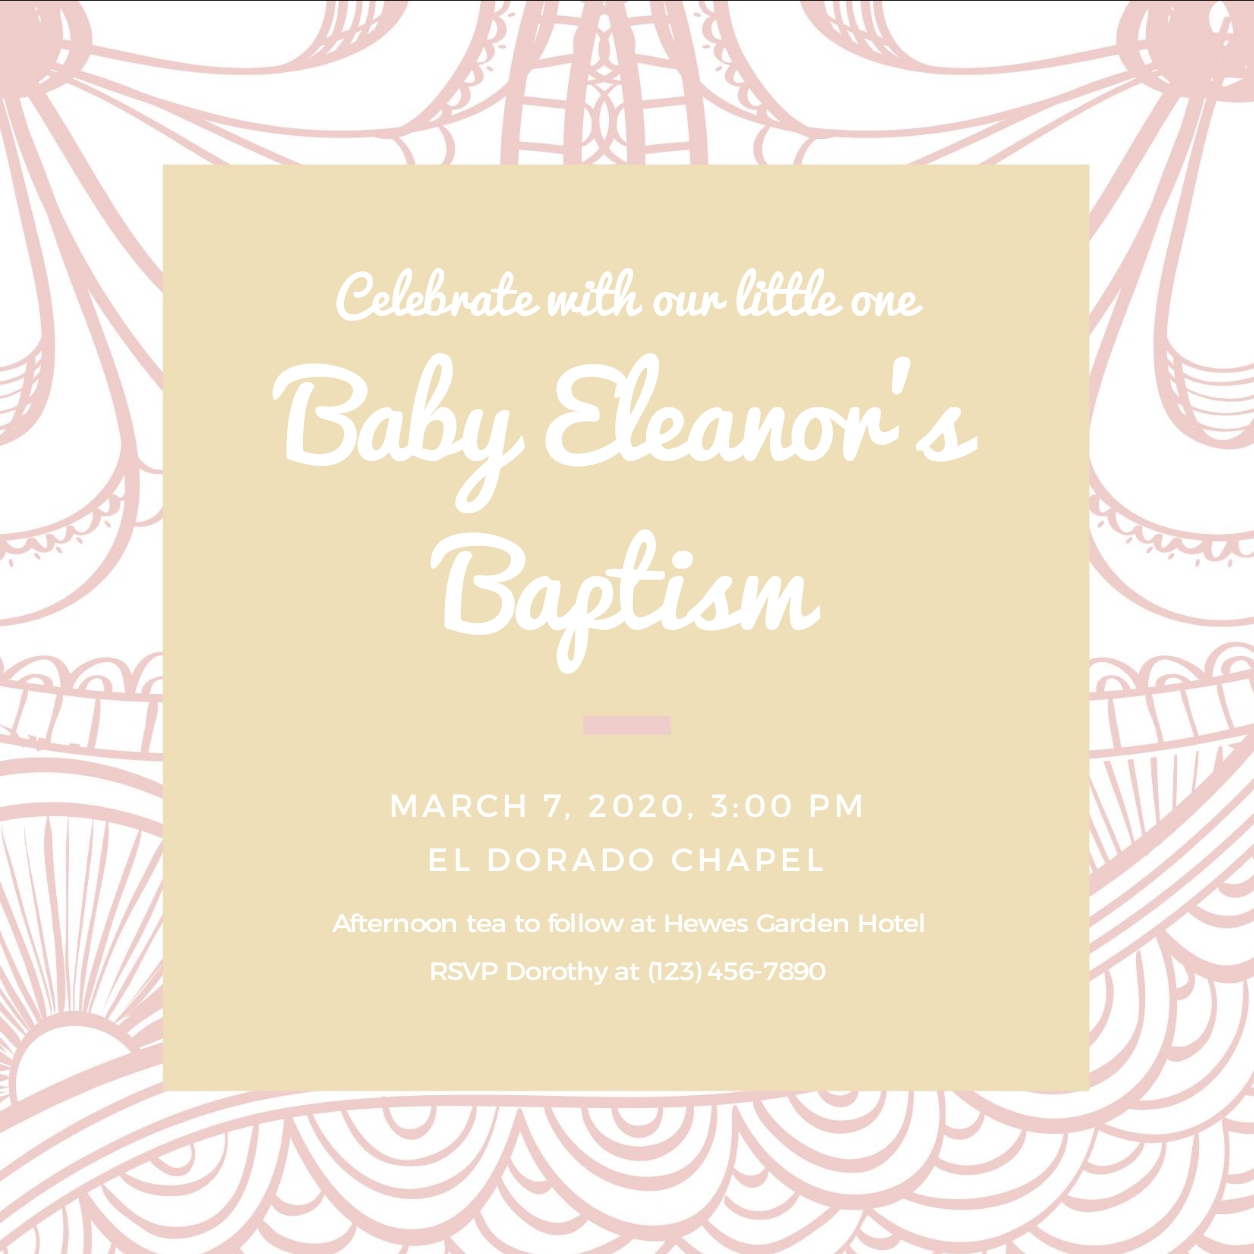 Celebrate with our little one
Baby Eleanor's
Baptism
MARCH 7, 2020, 3:00 PM
EL DORADO CHAPEL
Afternoon tea to follow at Hewes Garden Hotel
RSVP Dorothy at (123) 456-7890